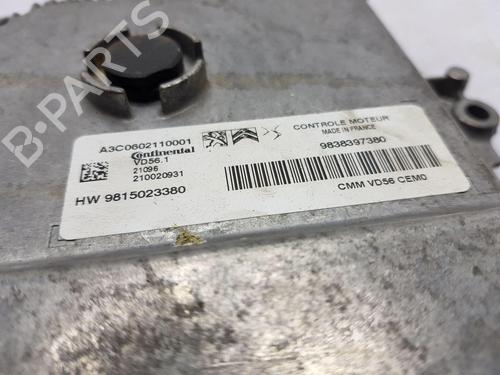 B-PARTS
A3C0602110001
Continental
VD56.1
21096
210020931
HW 9815023380
CONTROLE MOTEUR
MADE IN FRANCE
9838397380
CMM VD56 CEM0